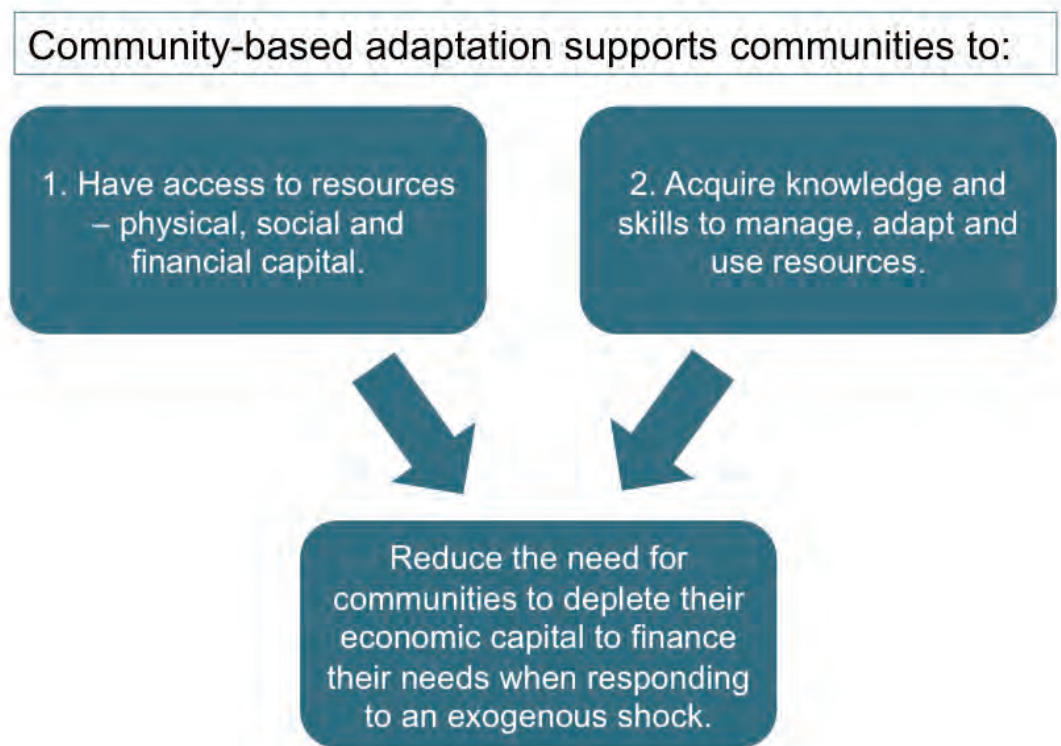 Community-based adaptation supports communities to:
1. Have access to resources
– physical, social and
financial capital.
2. Acquire knowledge and
skills to manage, adapt and
use resources.
Reduce the need for
communities to deplete their
economic capital to finance
their needs when responding
to an exogenous shock.